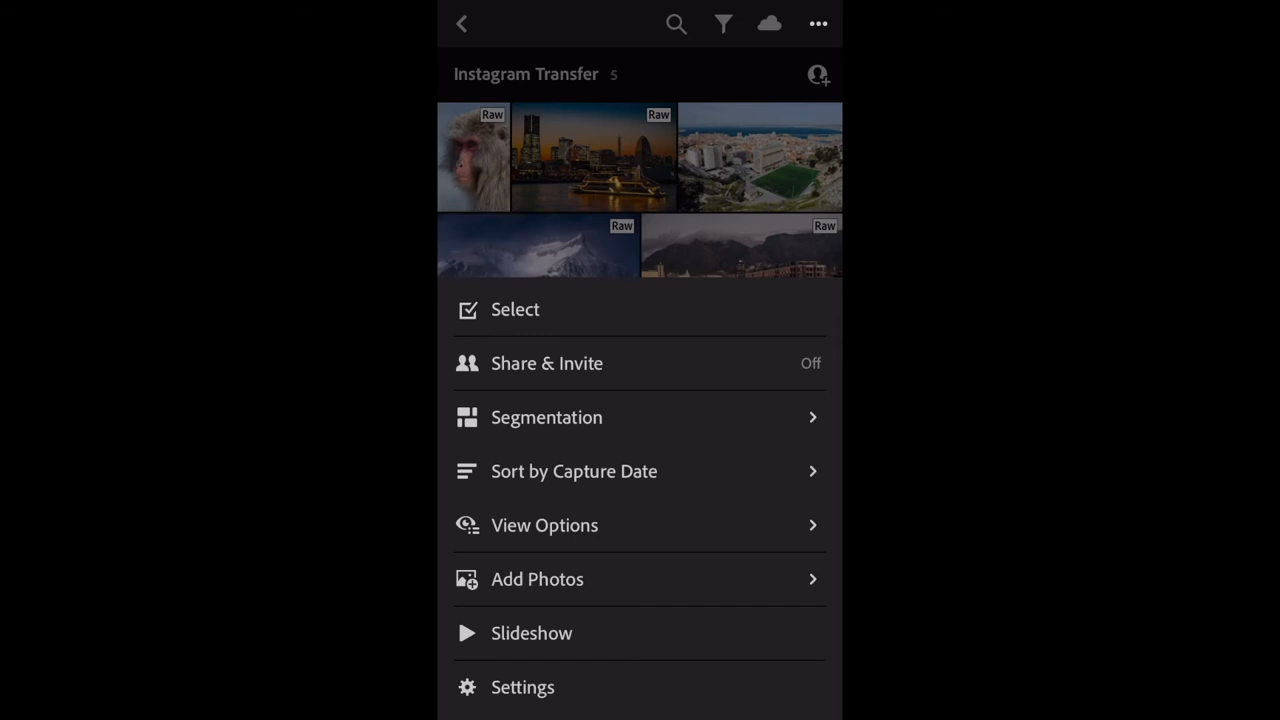 Instagram Transfer 5
Raw Raw
Raw Raw
Select
Share & Invite Off
Segmentation
Sort by Capture Date
View Options
Add Photos
Slideshow
Settings